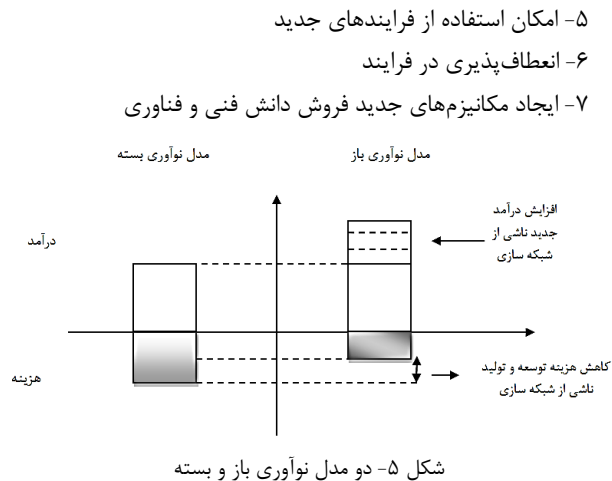 ۵- امکان استفاده از فرایندهای جدید
۶- انعطاف‌پذیری در فرایند
۷- ایجاد مکانیزم‌های جدید فروش دانش فنی و فناوری
مدل نوآوری باز
مدل نوآوری بسته
افزایش درآمد
جدید ناشی از
شبکه سازی
درآمد
کاهش هزینه توسعه و تولید
ناشی از شبکه سازی
هزینه
شکل ۵- دو مدل نوآوری باز و بسته